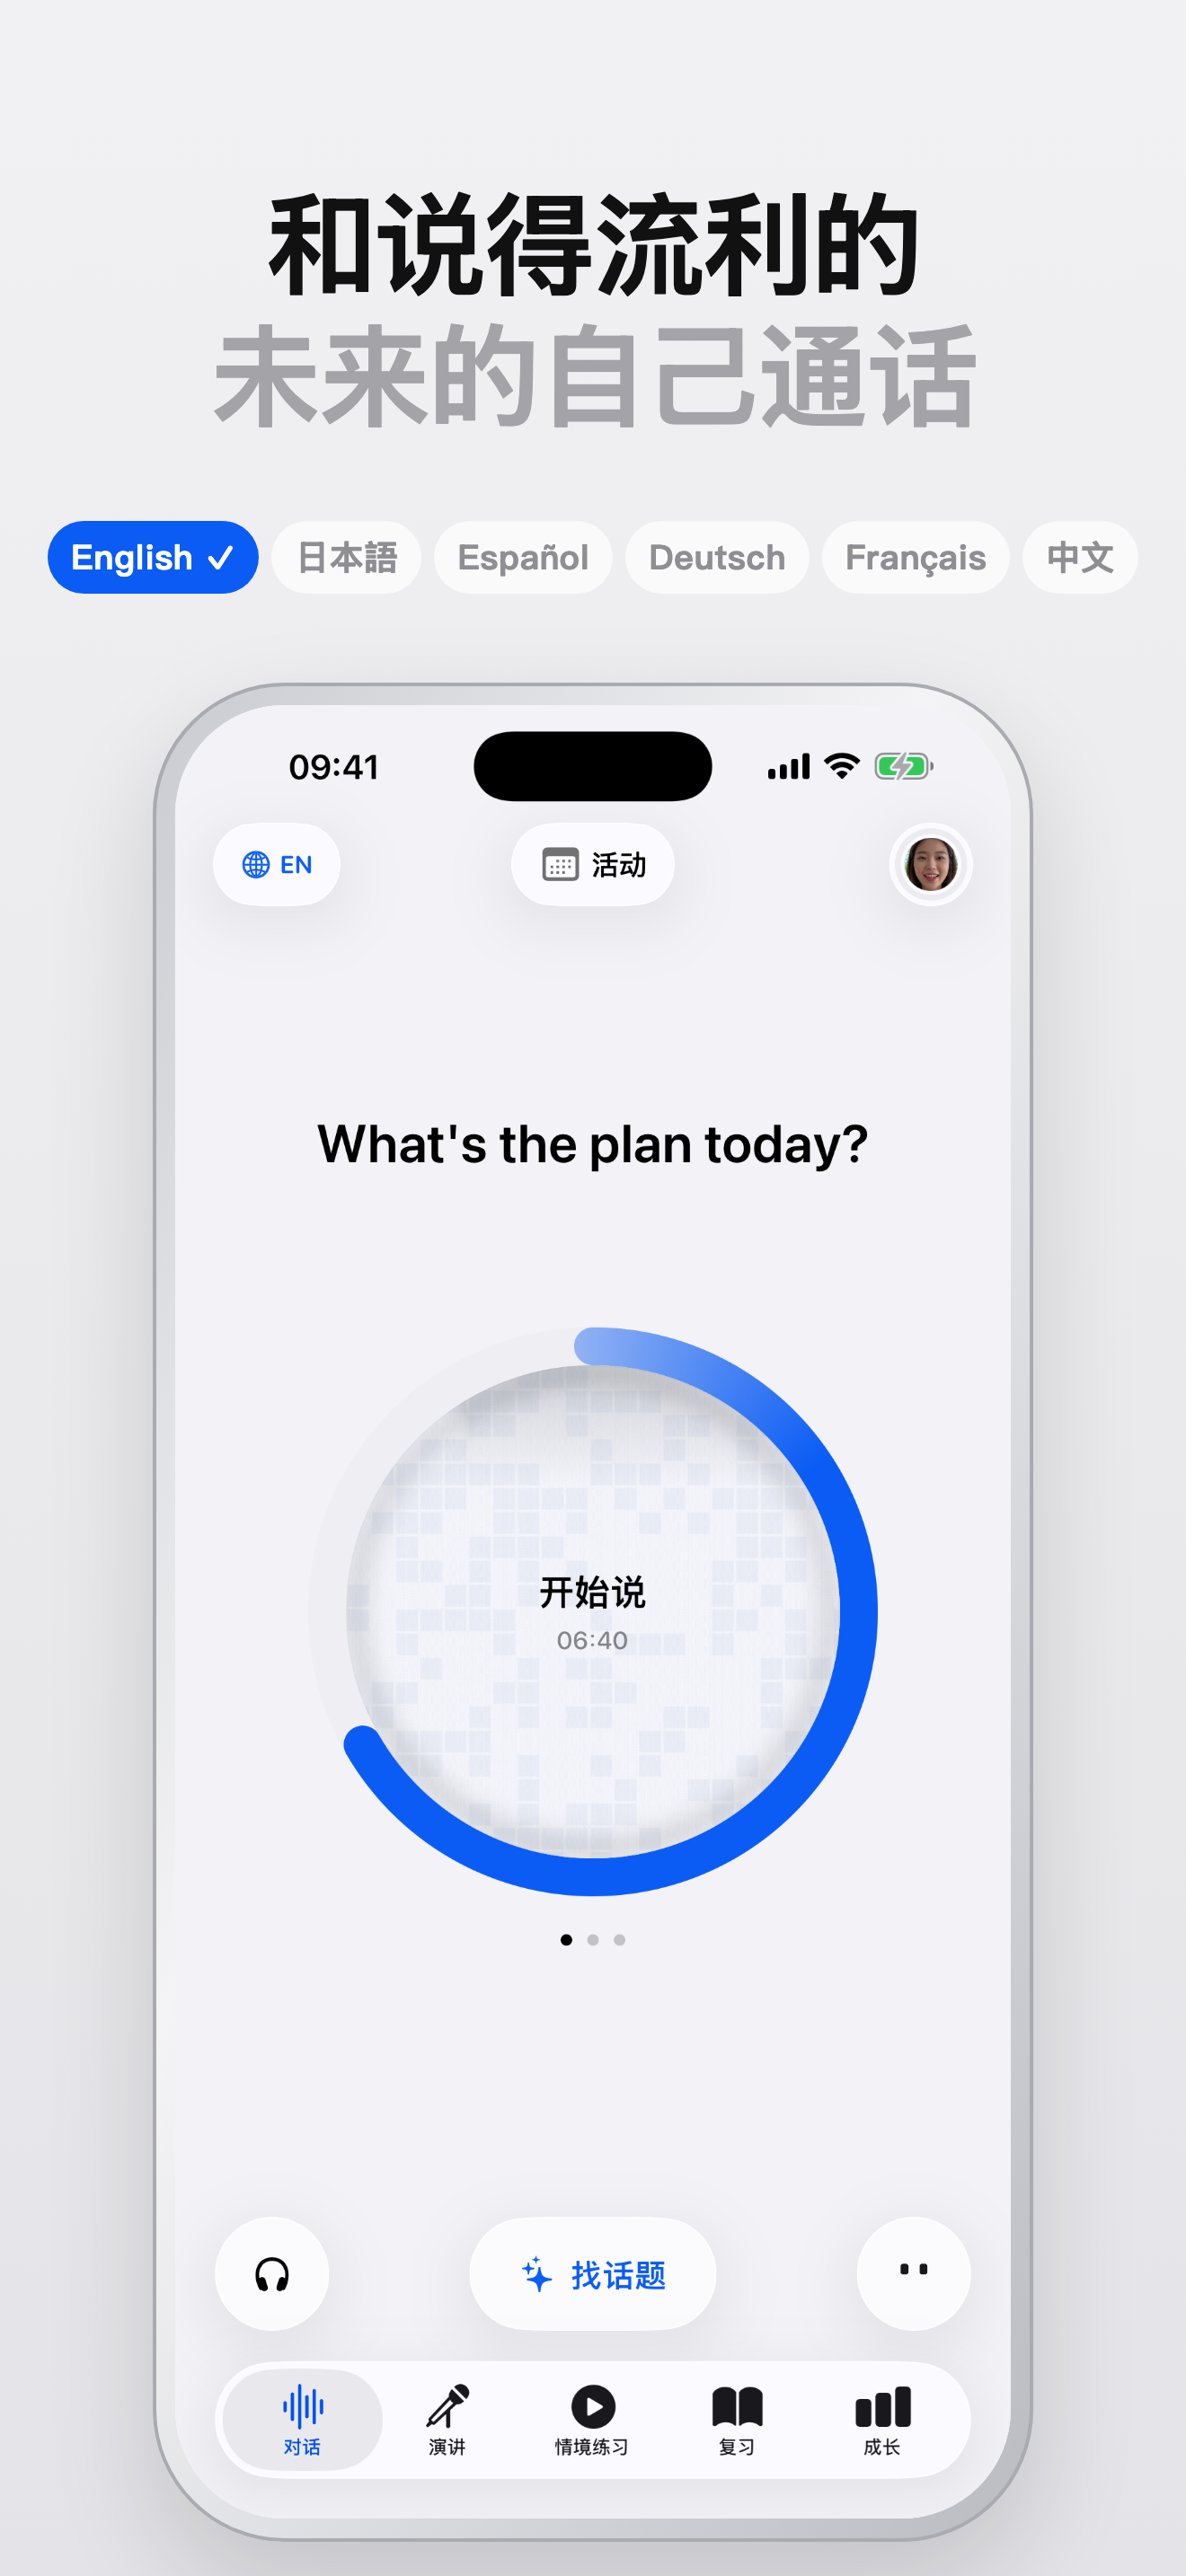 和说得流利的
未来的自己通话
English ✓
日本語
Español
Deutsch
Français
中文
09:41
EN
活动
What's the plan today?
开始说
06:40
找话题
对话
演讲
情境练习
复习
成长